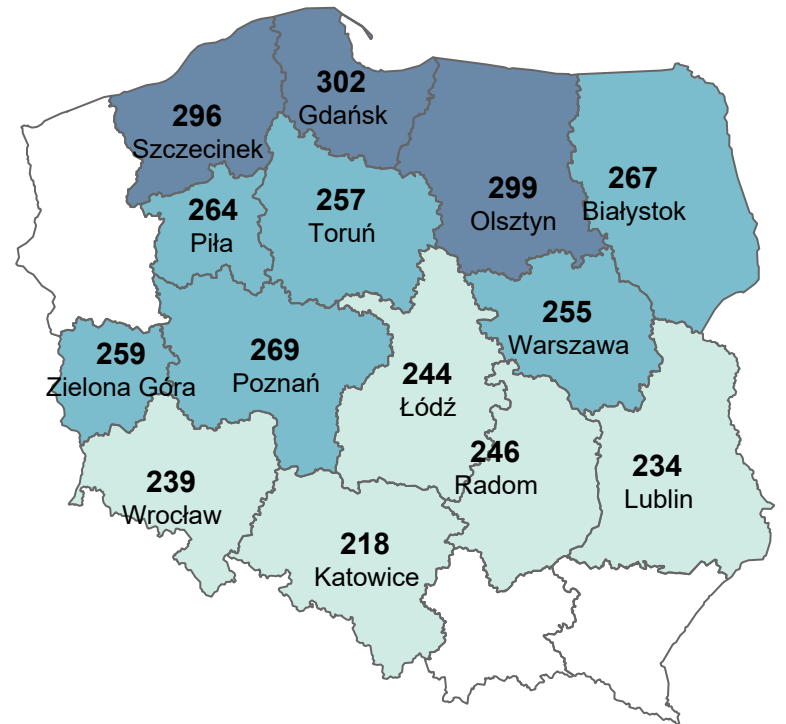 302
Gdańsk
296
Szczecinek
299
Olsztyn
267
Białystok
264
Piła
257
Toruń
255
Warszawa
259
Zielona Góra
269
Poznań
244
Łódź
246
Radom
234
Lublin
239
Wrocław
218
Katowice